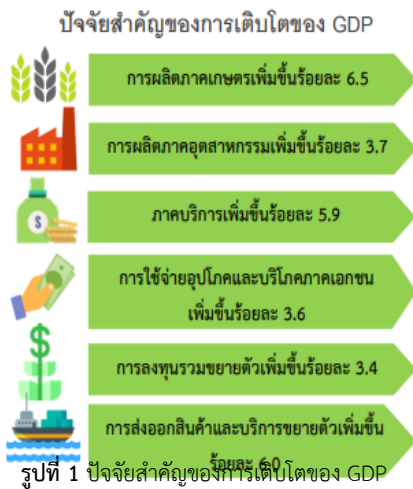 ปัจจัยสำคัญของการเติบโตของ GDP
การผลิตภาคเกษตรเพิ่มขึ้นร้อยละ 6.5
การผลิตภาคอุตสาหกรรมเพิ่มขึ้นร้อยละ 3.7
ภาคบริการเพิ่มขึ้นร้อยละ 5.9
การใช้จ่ายอุปโภคและบริโภคภาคเอกชน
เพิ่มขึ้นร้อยละ 3.6
การลงทุนรวมขยายตัวเพิ่มขึ้นร้อยละ 3.4
การส่งออกสินค้าและบริการขยายตัวเพิ่มขึ้น
ร้อยละ 6.0
รูปที่ 1 ปัจจัยสำคัญของการเติบโตของ GDP